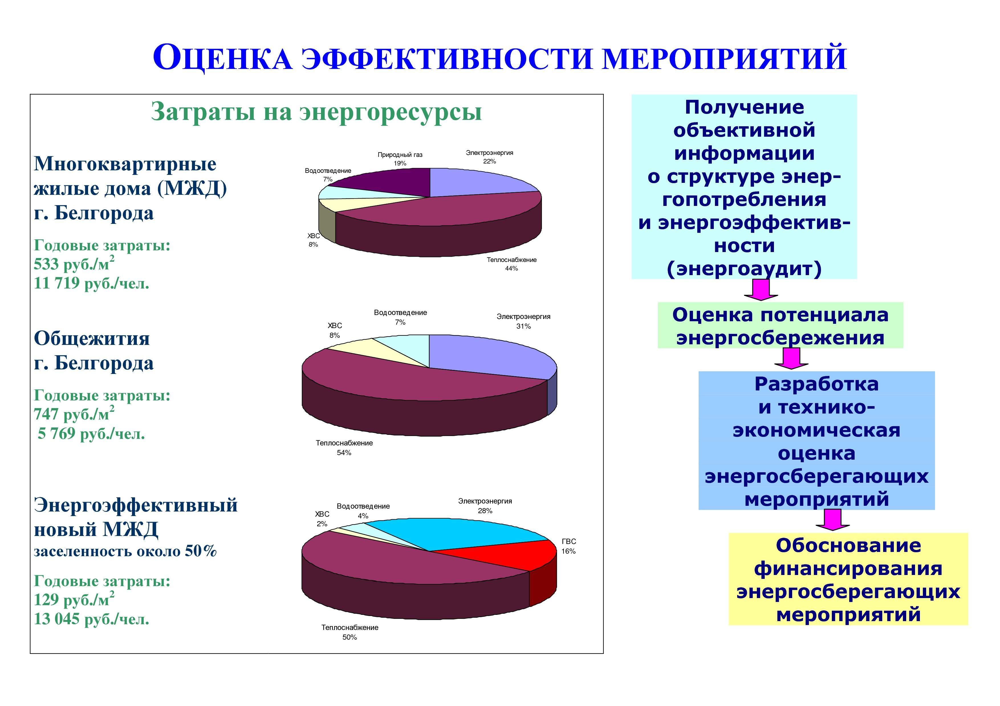 ОЦЕНКА ЭФФЕКТИВНОСТИ МЕРОПРИЯТИЙ
Затраты на энергоресурсы
Многоквартирные
жилые дома (МЖД)
г. Белгорода
Годовые затраты:
533 руб./м²
11 719 руб./чел.
Природный газ
19%
Электроэнергия
22%
Водоотведение
7%
ХВС
8%
Теплоснабжение
44%
Общежития
г. Белгорода
Годовые затраты:
747 руб./м²
5 769 руб./чел.
Водоотведение
7%
Электроэнергия
31%
ХВС
8%
Теплоснабжение
54%
Энергоэффективный
новый МЖД
заселенность около 50%
Годовые затраты:
129 руб./м²
13 045 руб./чел.
Электроэнергия
28%
Водоотведение
4%
ХВС
2%
ГВС
16%
Теплоснабжение
50%
Получение
объективной
информации
о структуре энер-
гопотребления
и энергоэффектив-
ности
(энергоаудит)
Оценка потенциала
энергосбережения
Разработка
и технико-
экономическая
оценка
энергосберегающих
мероприятий
Обоснование
финансирования
энергосберегающих
мероприятий